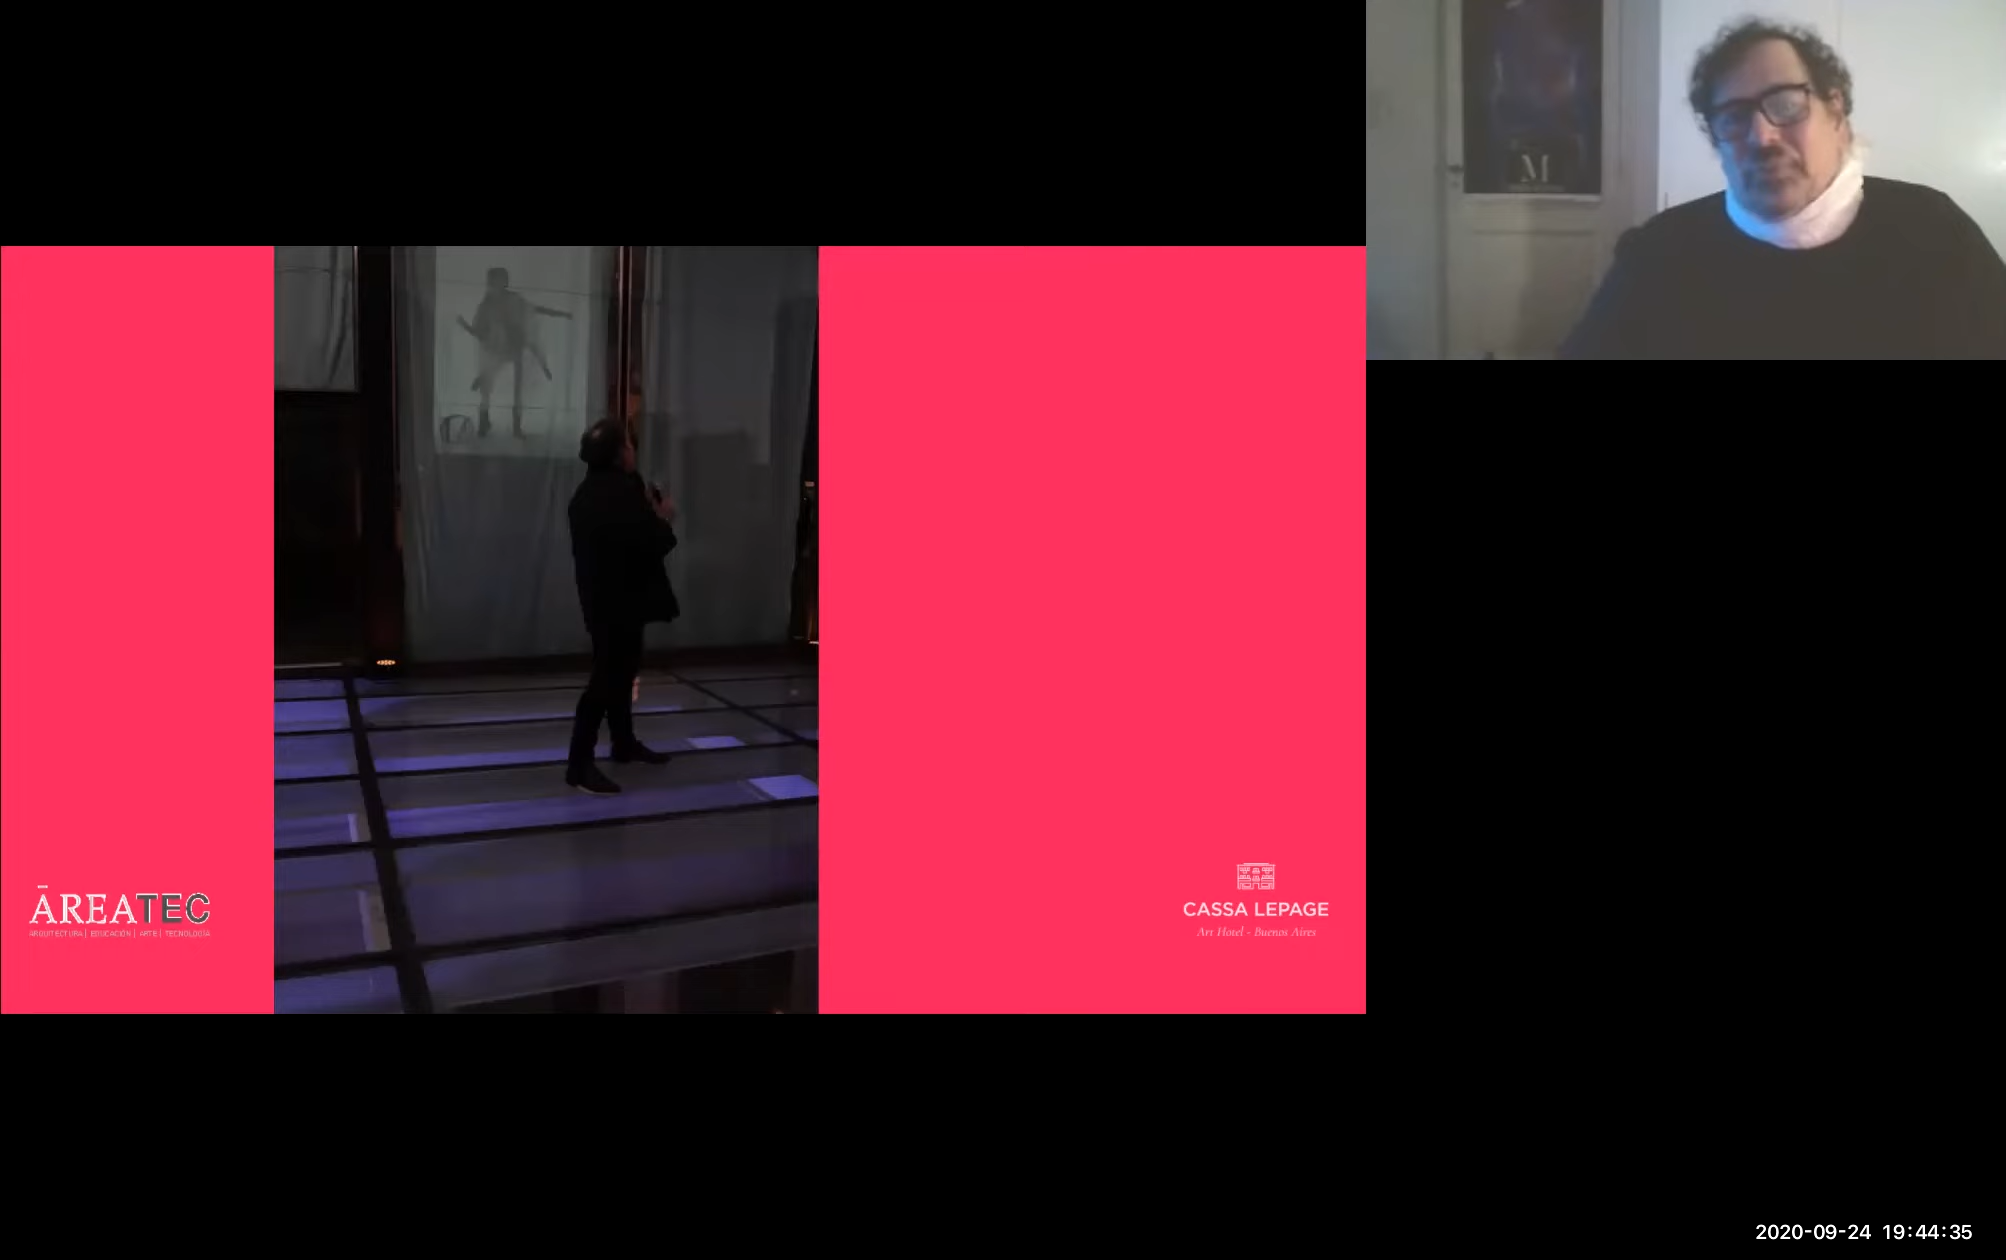 M
ĀREATEC
ARQUITECTURA | EDUCACIÓN | ARTE | TECNOLOGÍA
CASSA LEPAGE
Art Hotel - Buenos Aires
2020-09-24 19:44:35